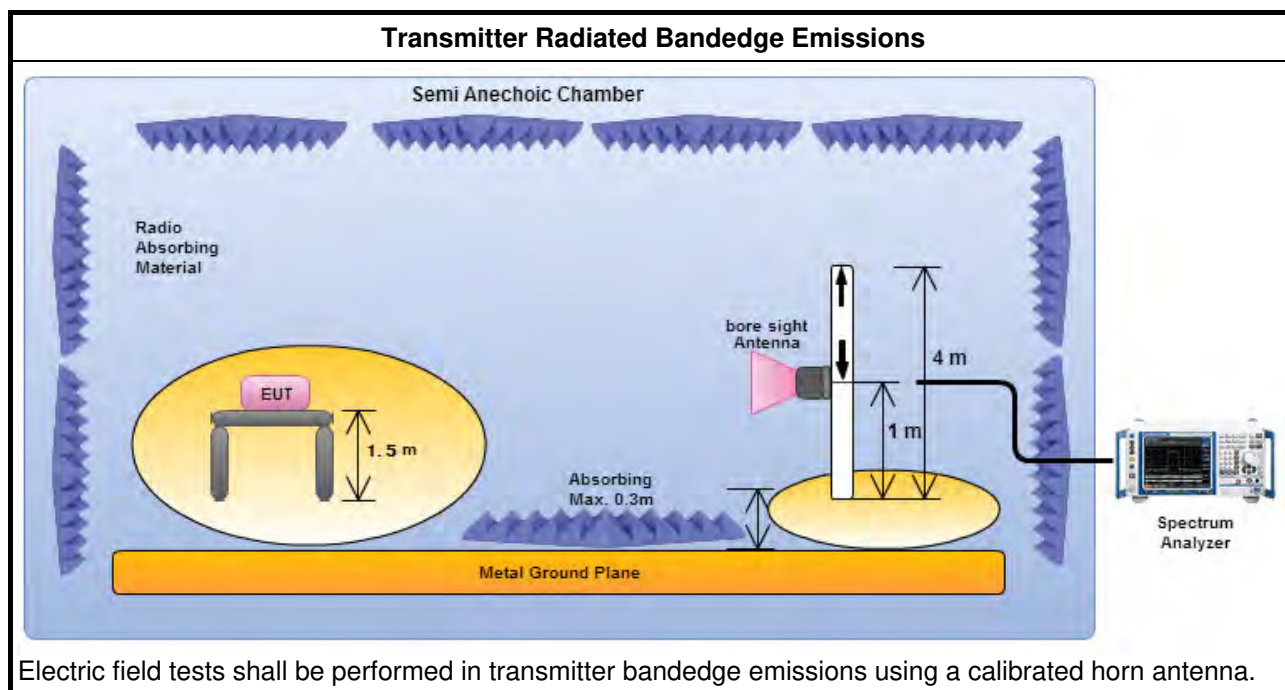 Transmitter Radiated Bandedge Emissions
Semi Anechoic Chamber
Radio
Absorbing
Material
bore sight
Antenna
4 m
EUT
1. 5 m
1 m
Absorbing
Max. 0.3m
Spectrum
Analyzer
Metal Ground Plane
Electric field tests shall be performed in transmitter bandedge emissions using a calibrated horn antenna.